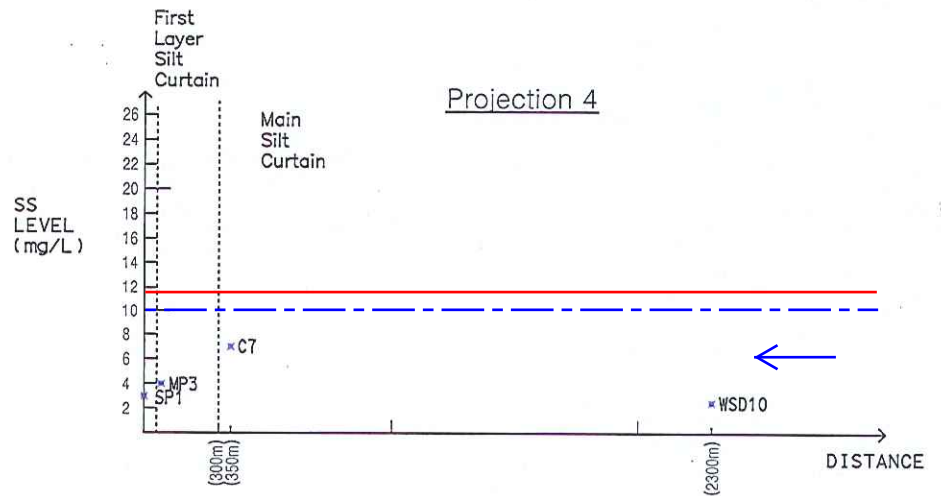 First
Layer
Silt
Curtain
Projection 4
Main
Silt
Curtain
SS
LEVEL
(mg/L)
26
24
22
20
18
16
14
12
10
8
6
4
2
C7
MP3
SP1
WSD10
(300m)
(350m)
(2300m)
DISTANCE